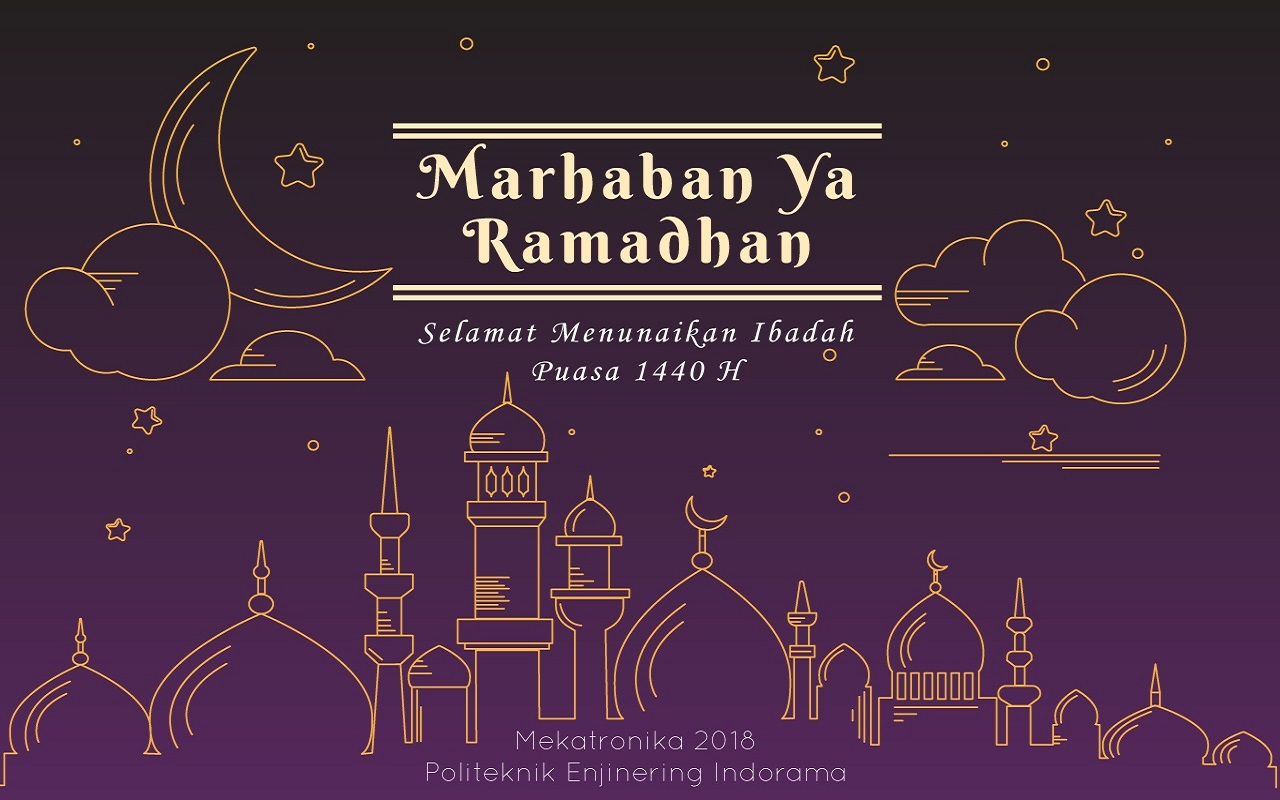 Marhaban Ya
Ramadhan
Selamat Menunaikan Ibadah
Puasa 1440 H
Mekatronika 2018
Politeknik Enjinering Indorama